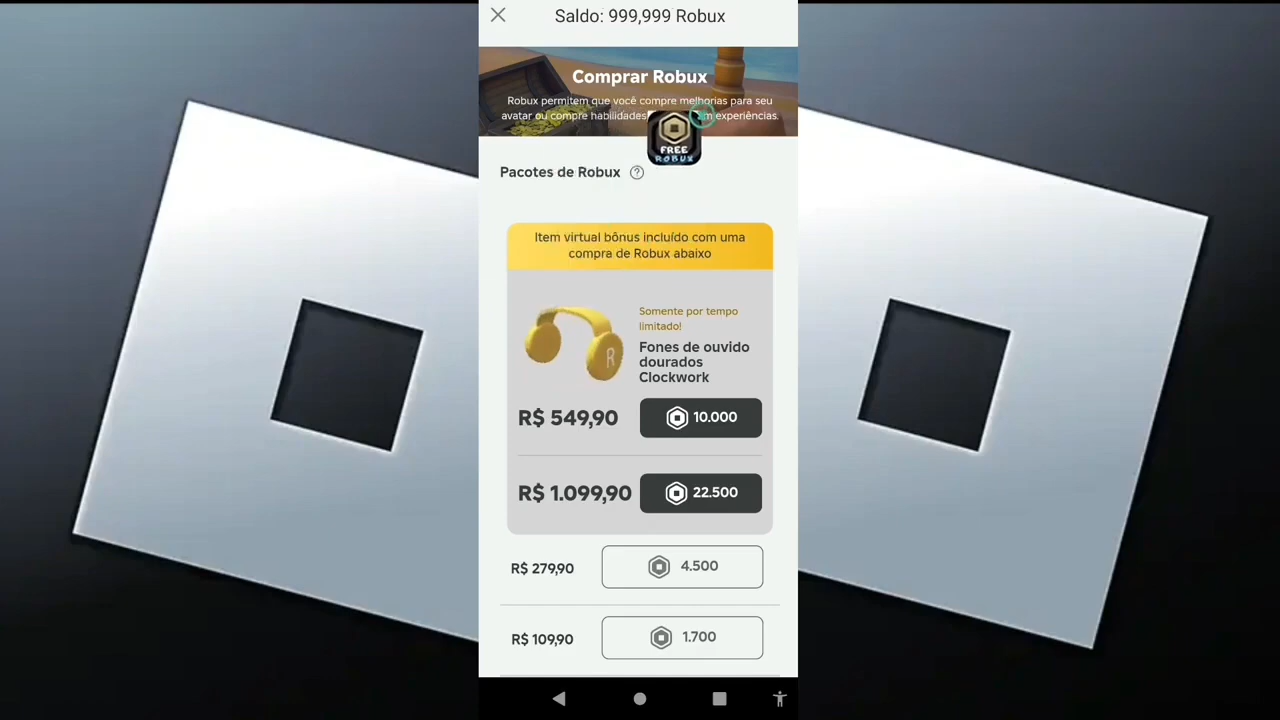 Saldo: 999,999 Robux
Comprar Robux
Robux permitem que você compre melhorias para seu
avatar ou compre habilidades em experiências.
FREE
ROBUX
Pacotes de Robux ?
Item virtual bônus incluído com uma
compra de Robux abaixo
Somente por tempo
limitado!
Fones de ouvido
dourados
Clockwork
R
R$ 549,90 10.000
R$ 1.099,90 22.500
R$ 279,90 4.500
R$ 109,90 1.700